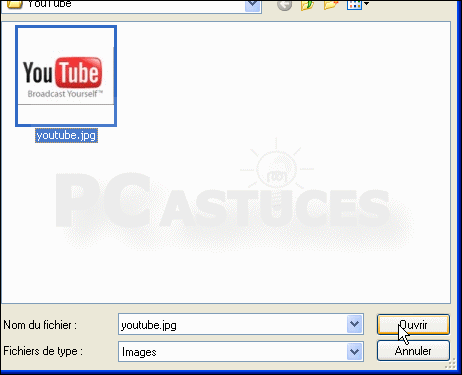 YouTube
YouTube
Broadcast Yourself™
youtube.jpg
PC ASTUCES
Nom du fichier :
youtube.jpg
Ouvrir
Fichiers de type :
Images
Annuler